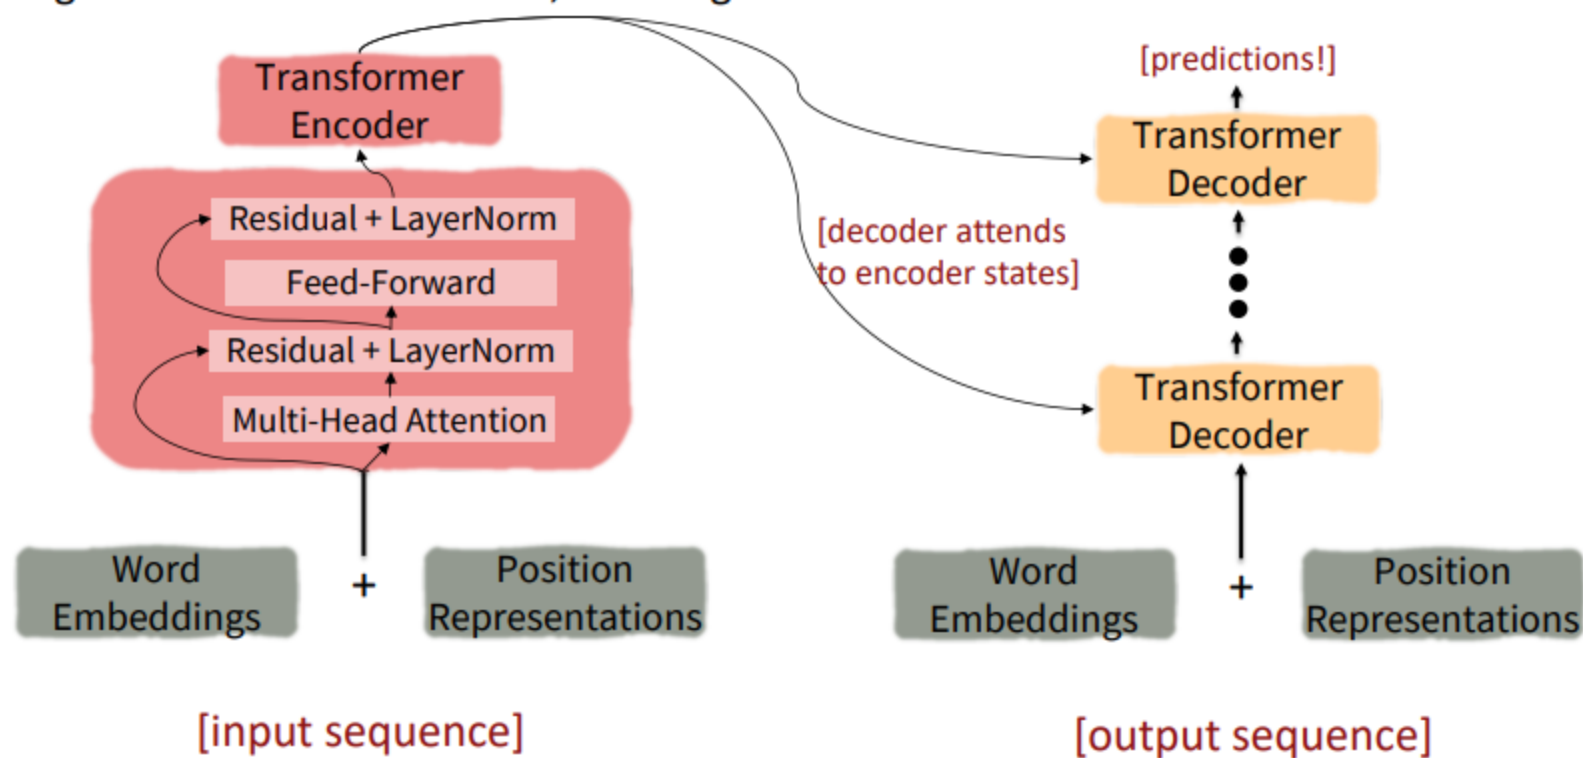 Transformer
Encoder
Residual + LayerNorm
Feed-Forward
Residual + LayerNorm
Multi-Head Attention
Word
Embeddings
+
Position
Representations
[input sequence]
[decoder attends
to encoder states]
[predictions!]
Transformer
Decoder
Transformer
Decoder
Word
Embeddings
+
Position
Representations
[output sequence]